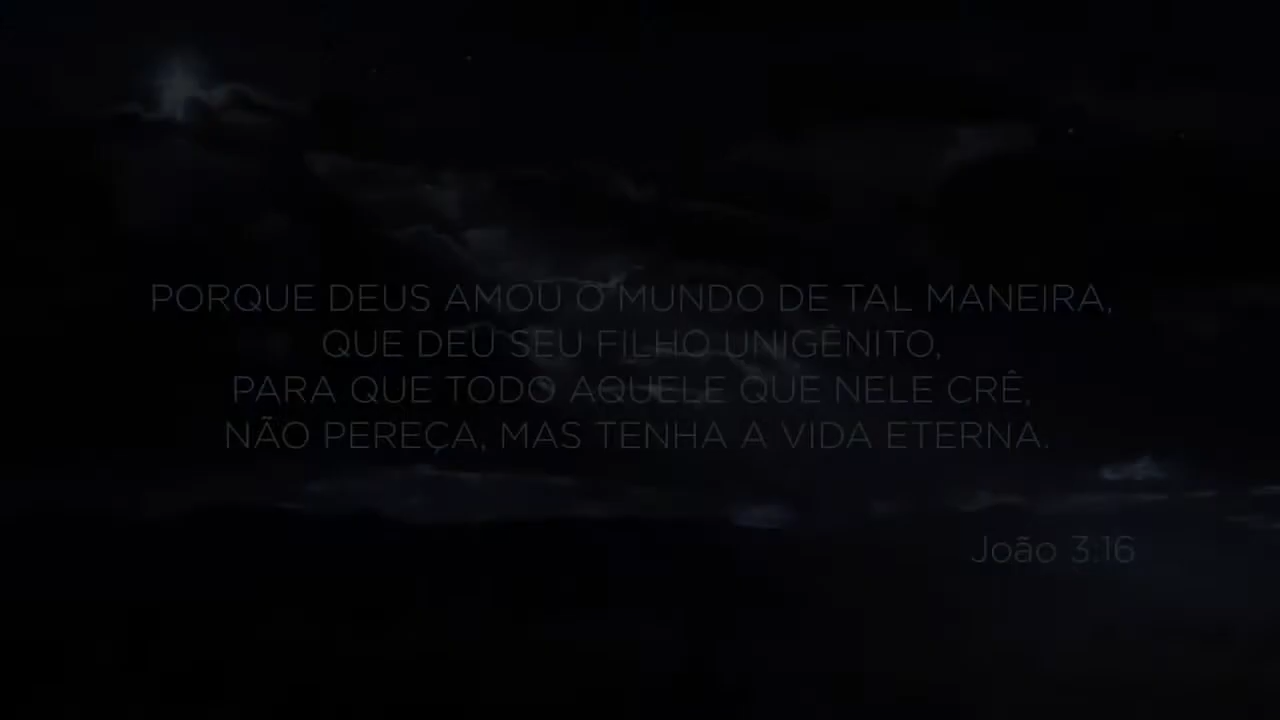 PORQUE DEUS AMOU O MUNDO DE TAL MANEIRA,
QUE DEU SEU FILHO UNIGÊNITO,
PARA QUE TODO AQUELE QUE NELE CRÊ,
NÃO PEREÇA, MAS TENHA A VIDA ETERNA.
João 3:16